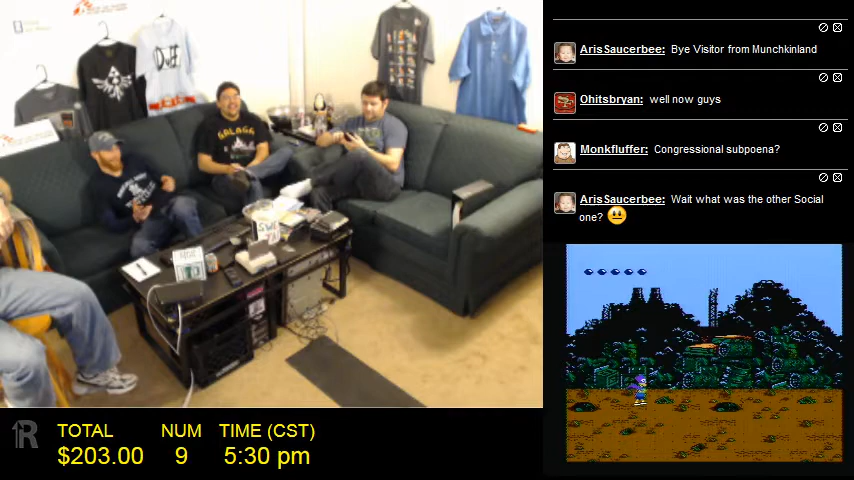 DUFF
GALAGA
ArisSaucerbee: Bye Visitor from Munchkinland
Ohitsbryan: well now guys
Monkfluffer: Congressional subpoena?
ArisSaucerbee: Wait what was the other Social
one?
R
TOTAL NUM TIME (CST)
$203.00 9 5:30 pm